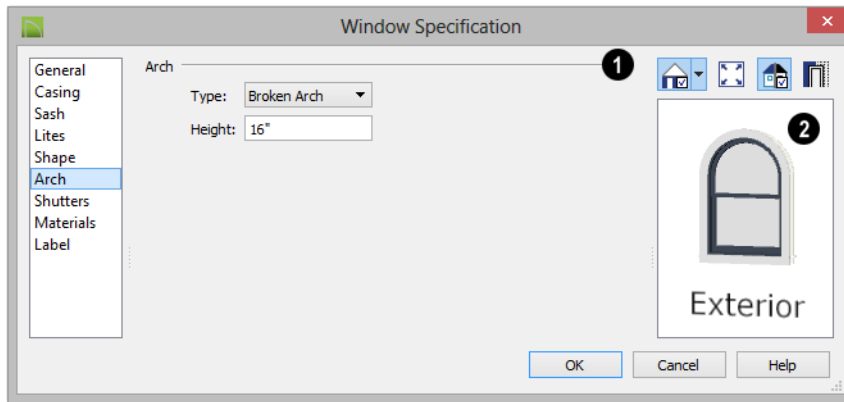 Window Specification
General
Casing
Sash
Lites
Shape
Arch
Shutters
Materials
Label
Arch
1
Type: Broken Arch
Height: 16"
2
Exterior
OK Cancel Help